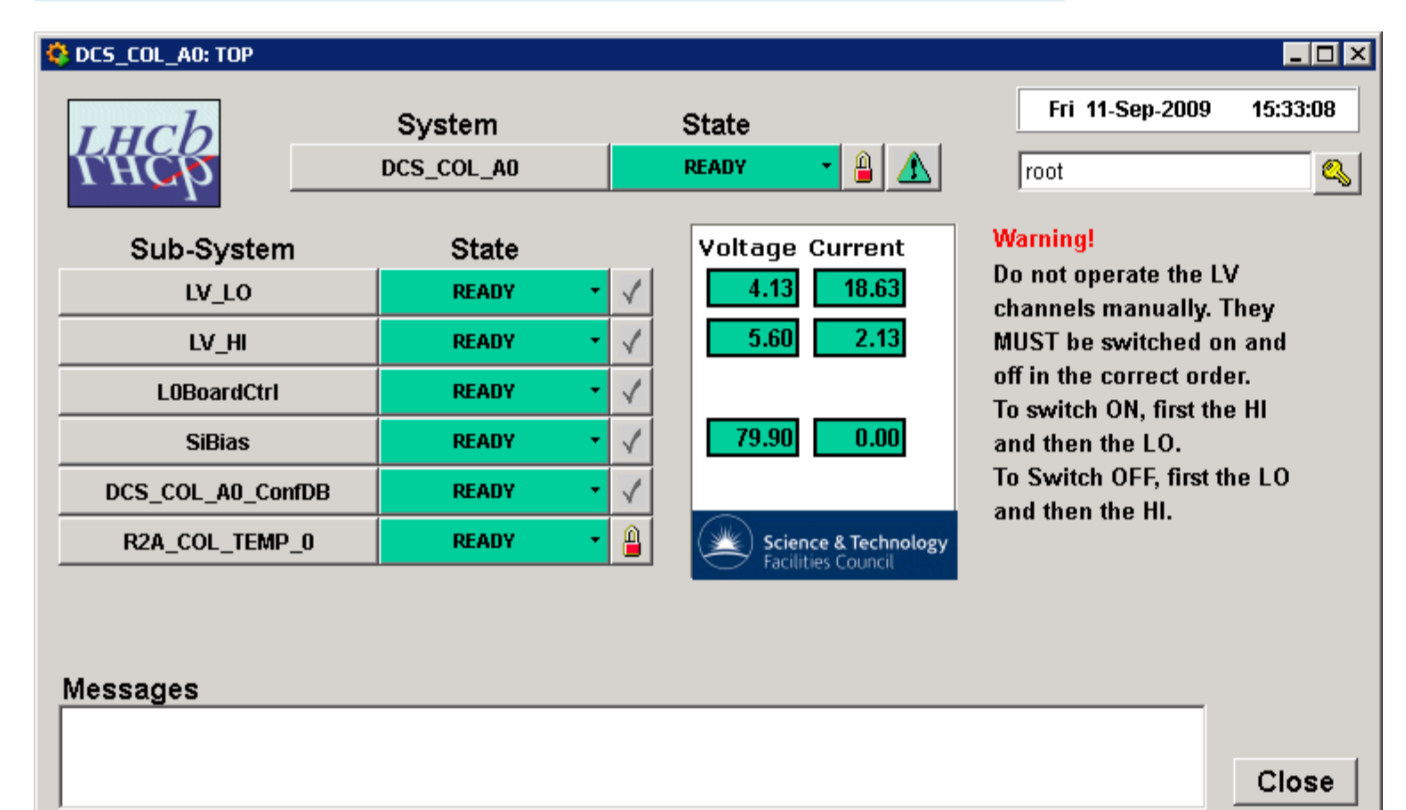 DCS_COL_A0: TOP
LHCb
LHCb
System State
DCS_COL_A0 READY
Fri 11-Sep-2009 15:33:08
root
Sub-System State
LV_LO READY
LV_HI READY
L0BoardCtrl READY
SiBias READY
DCS_COL_A0_ConfDB READY
R2A_COL_TEMP_0 READY
Voltage Current
4.13 18.63
5.60 2.13
79.90 0.00
Science & Technology
Facilities Council
Warning!
Do not operate the LV
channels manually. They
MUST be switched on and
off in the correct order.
To switch ON, first the HI
and then the LO.
To Switch OFF, first the LO
and then the HI.
Messages
Close